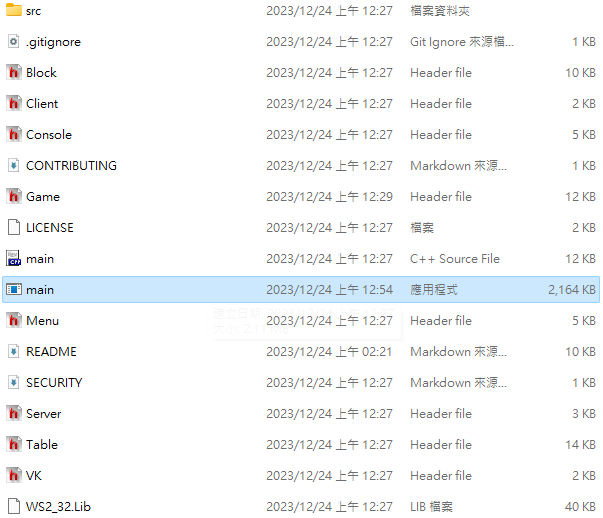 src 2023/12/24 上午 12:27 檔案資料夾
.gitignore 2023/12/24 上午 12:27 Git Ignore 來源檔... 1 KB
Block 2023/12/24 上午 12:27 Header file 10 KB
Client 2023/12/24 上午 12:27 Header file 2 KB
Console 2023/12/24 上午 12:27 Header file 5 KB
CONTRIBUTING 2023/12/24 上午 12:27 Markdown 來源... 1 KB
Game 2023/12/24 上午 12:29 Header file 12 KB
LICENSE 2023/12/24 上午 12:27 檔案 2 KB
main 2023/12/24 上午 12:27 C++ Source File 12 KB
main 2023/12/24 上午 12:54 應用程式 2,164 KB
Menu 2023/12/24 上午 12:27 Header file 5 KB
README 2023/12/24 上午 02:21 Markdown 來源... 10 KB
SECURITY 2023/12/24 上午 12:27 Markdown 來源... 1 KB
Server 2023/12/24 上午 12:27 Header file 3 KB
Table 2023/12/24 上午 12:27 Header file 14 KB
VK 2023/12/24 上午 12:27 Header file 2 KB
WS2_32.Lib 2023/12/24 上午 12:27 LIB 檔案 40 KB